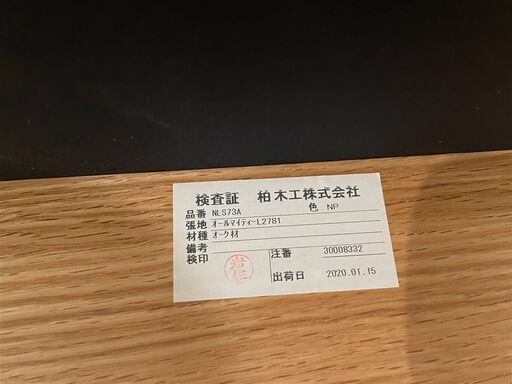 検査証 柏木工株式会社
品番 NLS73A 色 NP
張地 オールマイティーL2781
材種 オーク材
備考
検印 注番 30008332
出荷日 2020.01.15